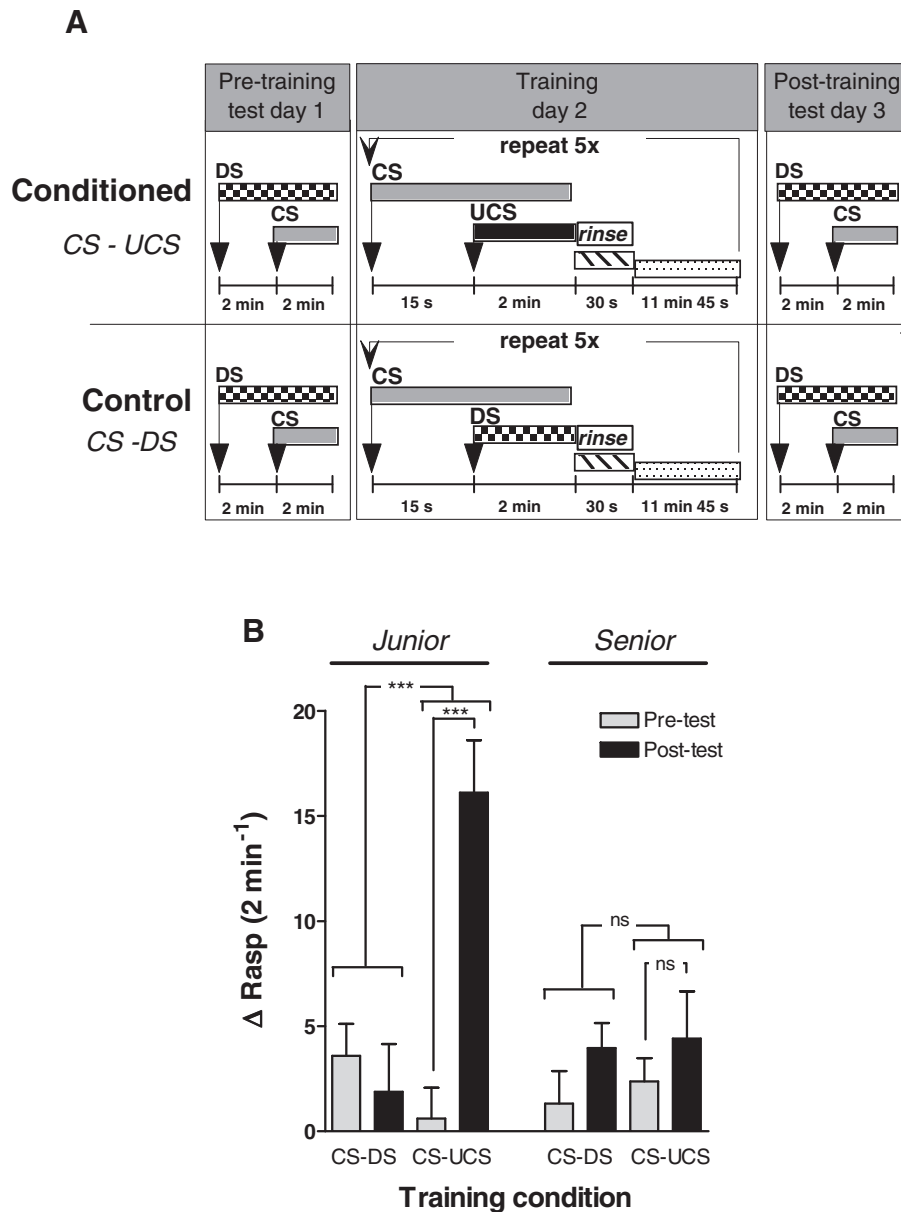 A
Pre-training
test day 1
Training
day 2
Post-training
test day 3
Conditioned
CS - UCS
DS
CS
2 min 2 min
repeat 5x
CS
UCS
rinse
15 s 2 min 30 s 11 min 45 s
DS
CS
2 min 2 min
Control
CS -DS
DS
CS
2 min 2 min
repeat 5x
CS
DS
rinse
15 s 2 min 30 s 11 min 45 s
DS
CS
2 min 2 min
B
Junior Senior
***
***
Pre-test
Post-test
ns
ns
20
15
10
5
0
Δ Rasp (2 min⁻¹)
CS-DS CS-UCS CS-DS CS-UCS
Training condition